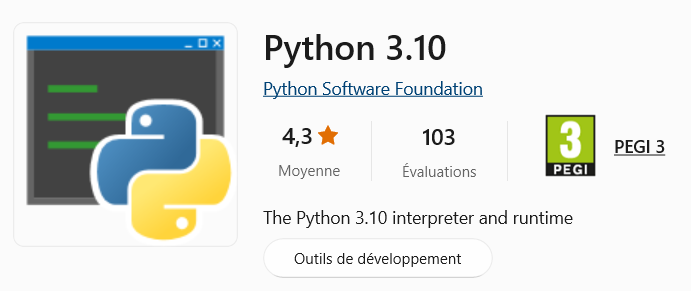 Python 3.10
Python Software Foundation
4,3
Moyenne
103
Évaluations
3
PEGI
PEGI 3
The Python 3.10 interpreter and runtime
Outils de développement